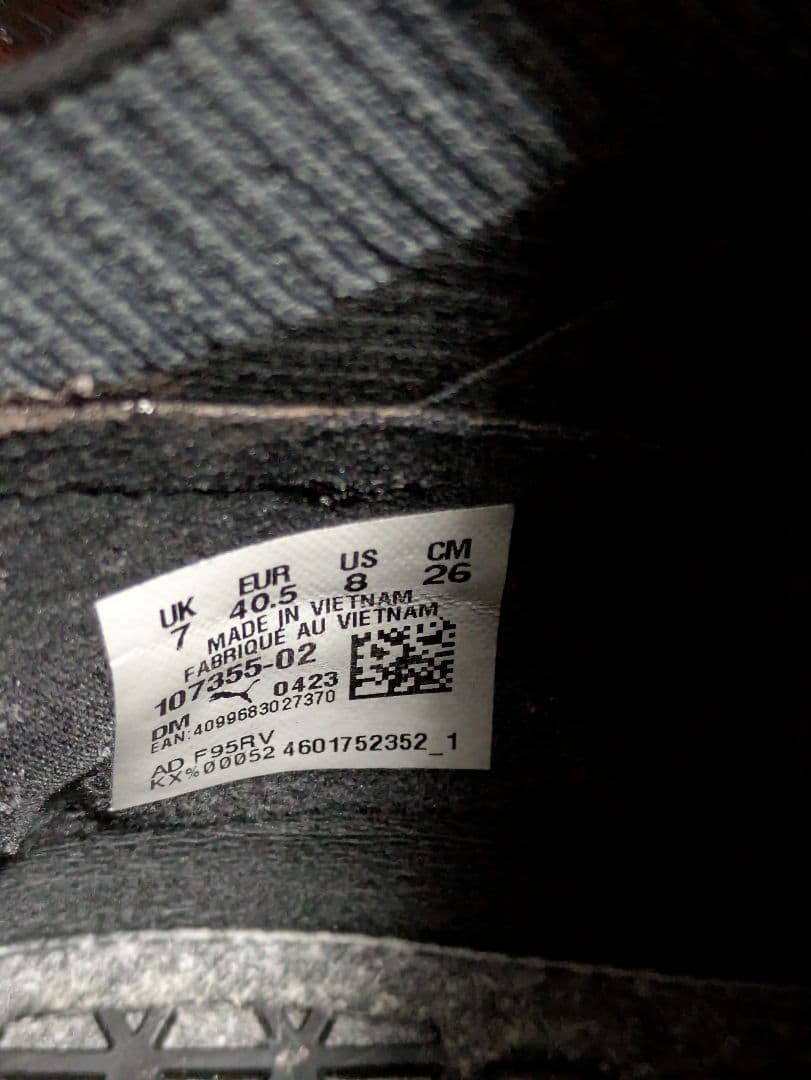 UK EUR US CM
7 40.5 8 26
MADE IN VIETNAM
FABRIQUÉ AU VIETNAM
107355-02
DM 0423
EAN:4099683027370
AD F95RV
KX%00052 4601752352_1